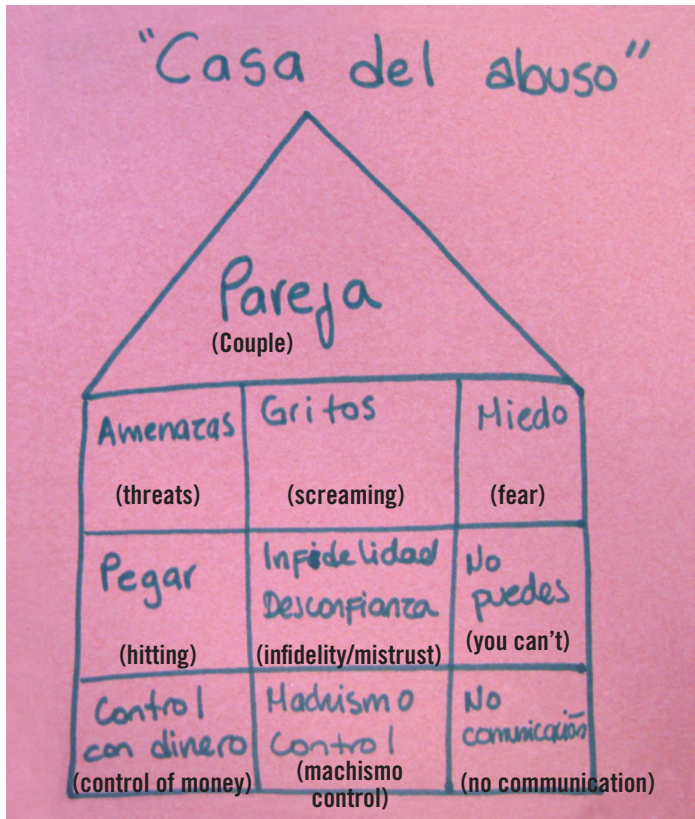 "Casa del abuso"
Pareja
(Couple)
Amenazas
(threats)
Gritos
(screaming)
Miedo
(fear)
Pegar
(hitting)
Infidelidad
Desconfianza
(infidelity/mistrust)
No
puedes
(you can't)
Control
con dinero
(control of money)
Machismo
Control
(machismo
control)
No
comunicación
(no communication)